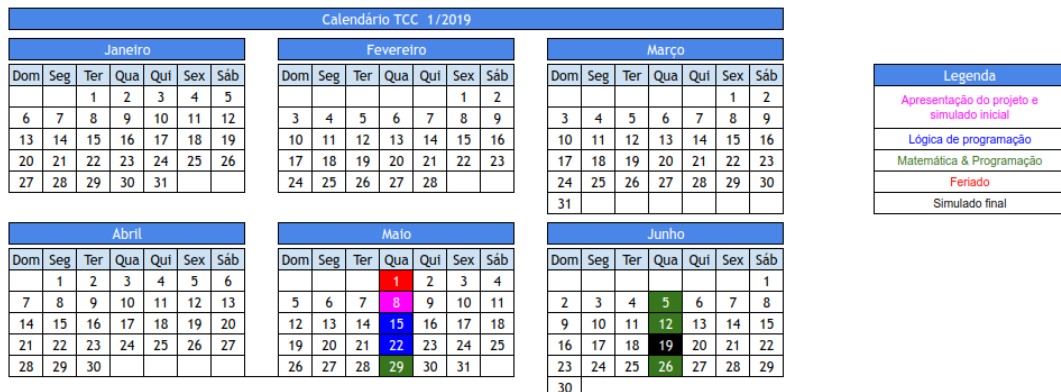 Calendário TCC 1/2019
Janeiro
Dom Seg Ter Qua Qui Sex Sáb
1 2 3 4 5
6 7 8 9 10 11 12
13 14 15 16 17 18 19
20 21 22 23 24 25 26
27 28 29 30 31
Fevereiro
Dom Seg Ter Qua Qui Sex Sáb
1 2
3 4 5 6 7 8 9
10 11 12 13 14 15 16
17 18 19 20 21 22 23
24 25 26 27 28
Março
Dom Seg Ter Qua Qui Sex Sáb
1 2
3 4 5 6 7 8 9
10 11 12 13 14 15 16
17 18 19 20 21 22 23
24 25 26 27 28 29 30
31
Legenda
Apresentação do projeto e
simulado inicial
Lógica de programação
Matemática & Programação
Feriado
Simulado final
Abril
Dom Seg Ter Qua Qui Sex Sáb
1 2 3 4 5 6
7 8 9 10 11 12 13
14 15 16 17 18 19 20
21 22 23 24 25 26 27
28 29 30
Maio
Dom Seg Ter Qua Qui Sex Sáb
1 2 3 4
5 6 7 8 9 10 11
12 13 14 15 16 17 18
19 20 21 22 23 24 25
26 27 28 29 30 31
Junho
Dom Seg Ter Qua Qui Sex Sáb
1
2 3 4 5 6 7 8
9 10 11 12 13 14 15
16 17 18 19 20 21 22
23 24 25 26 27 28 29
30